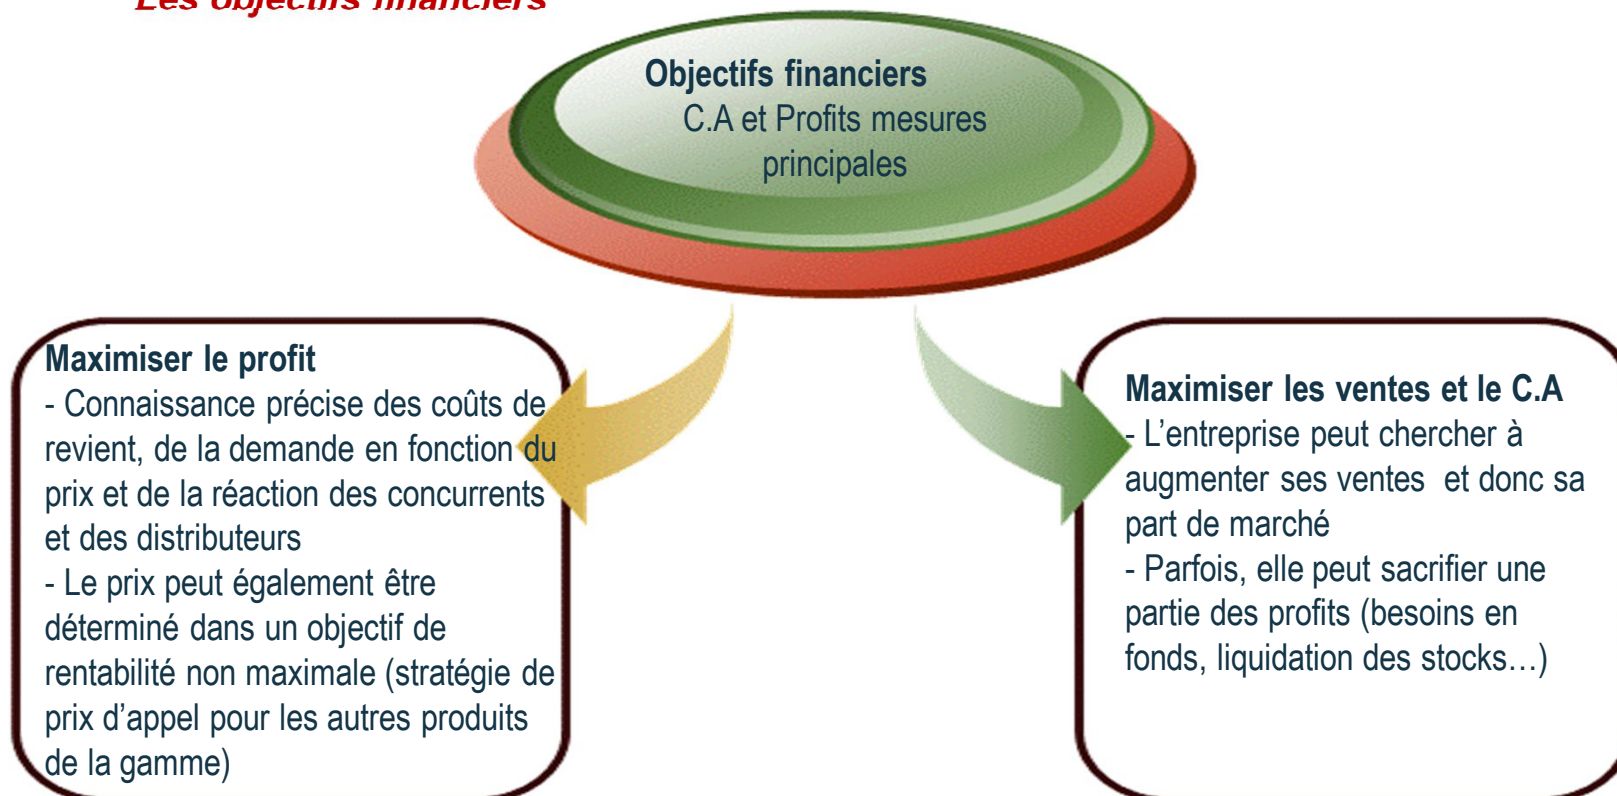 Les objectifs financiers
Objectifs financiers
C.A et Profits mesures
principales
Maximiser le profit
- Connaissance précise des coûts de
revient, de la demande en fonction du
prix et de la réaction des concurrents
et des distributeurs
- Le prix peut également être
déterminé dans un objectif de
rentabilité non maximale (stratégie de
prix d’appel pour les autres produits
de la gamme)
Maximiser les ventes et le C.A
- L’entreprise peut chercher à
augmenter ses ventes  et donc sa
part de marché
- Parfois, elle peut sacrifier une
partie des profits (besoins en
fonds, liquidation des stocks…)